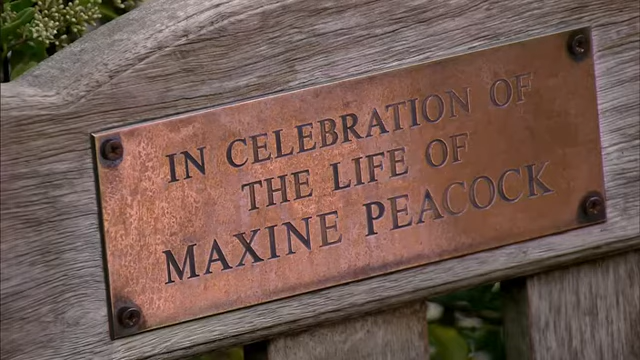 IN CELEBRATION OF
THE LIFE OF
MAXINE PEACOCK